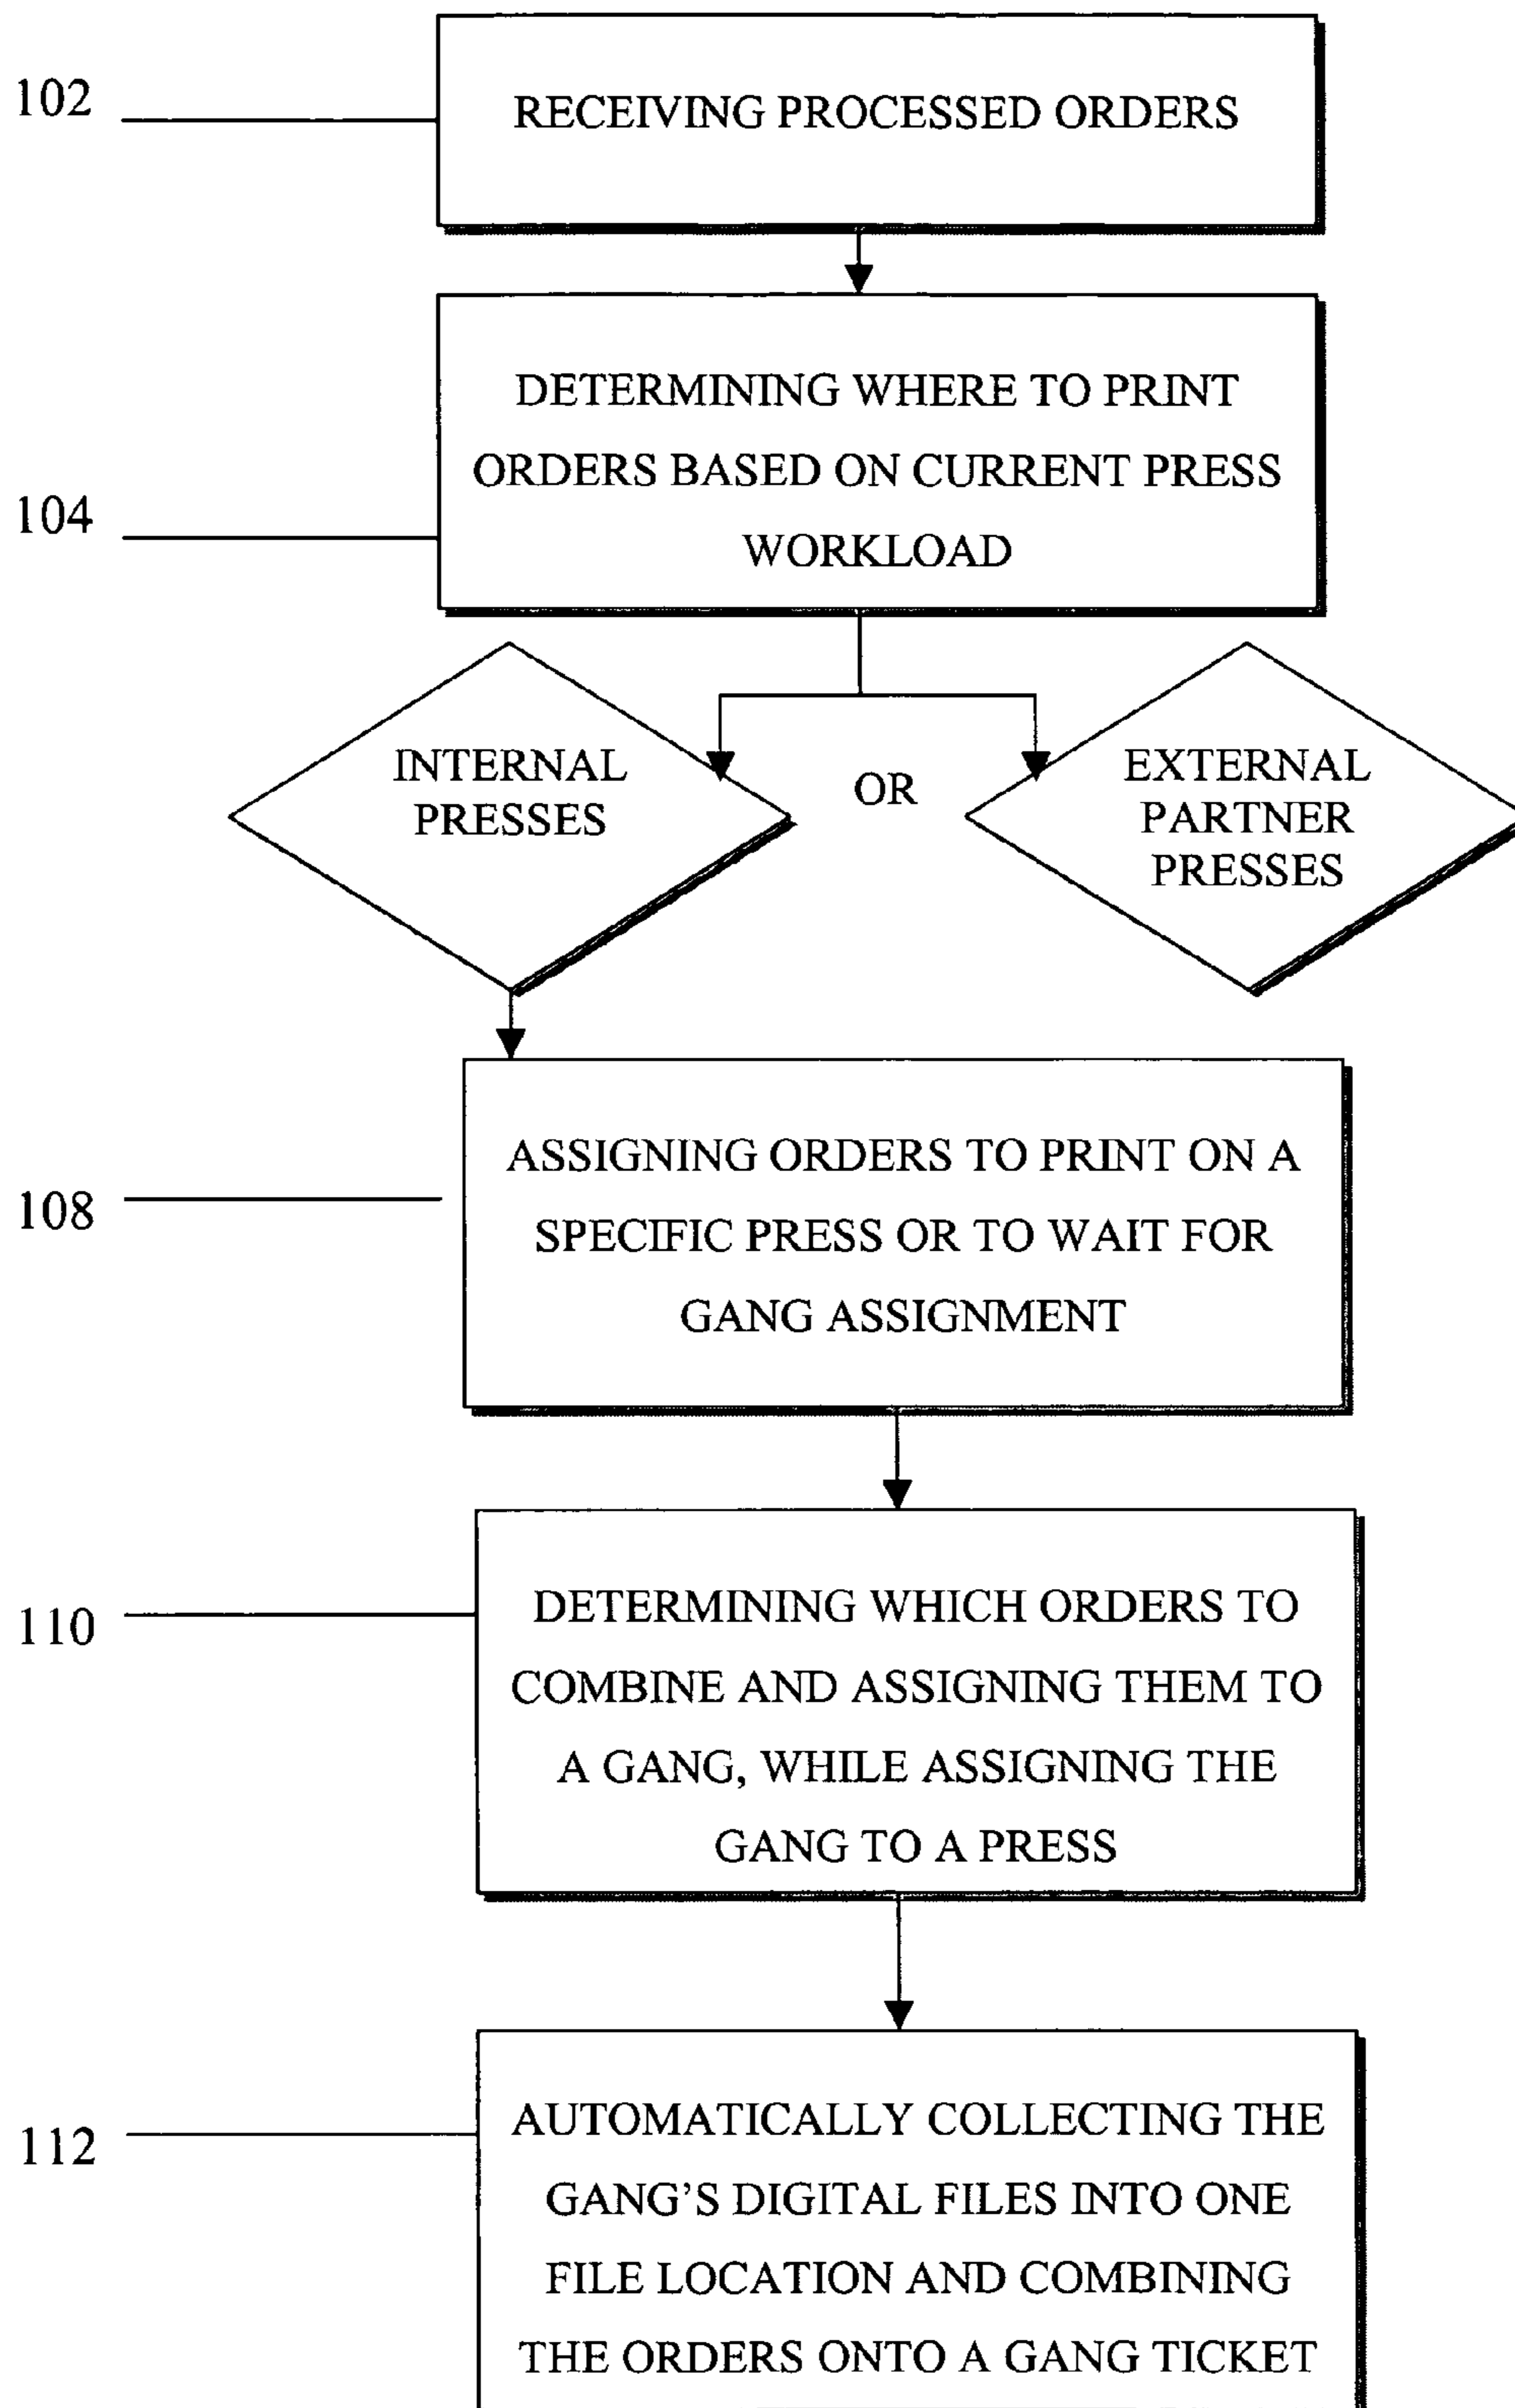 102
RECEIVING PROCESSED ORDERS
104
DETERMINING WHERE TO PRINT
ORDERS BASED ON CURRENT PRESS
WORKLOAD
INTERNAL
PRESSES
OR
EXTERNAL
PARTNER
PRESSES
108
ASSIGNING ORDERS TO PRINT ON A
SPECIFIC PRESS OR TO WAIT FOR
GANG ASSIGNMENT
110
DETERMINING WHICH ORDERS TO
COMBINE AND ASSIGNING THEM TO
A GANG, WHILE ASSIGNING THE
GANG TO A PRESS
112
AUTOMATICALLY COLLECTING THE
GANG'S DIGITAL FILES INTO ONE
FILE LOCATION AND COMBINING
THE ORDERS ONTO A GANG TICKET